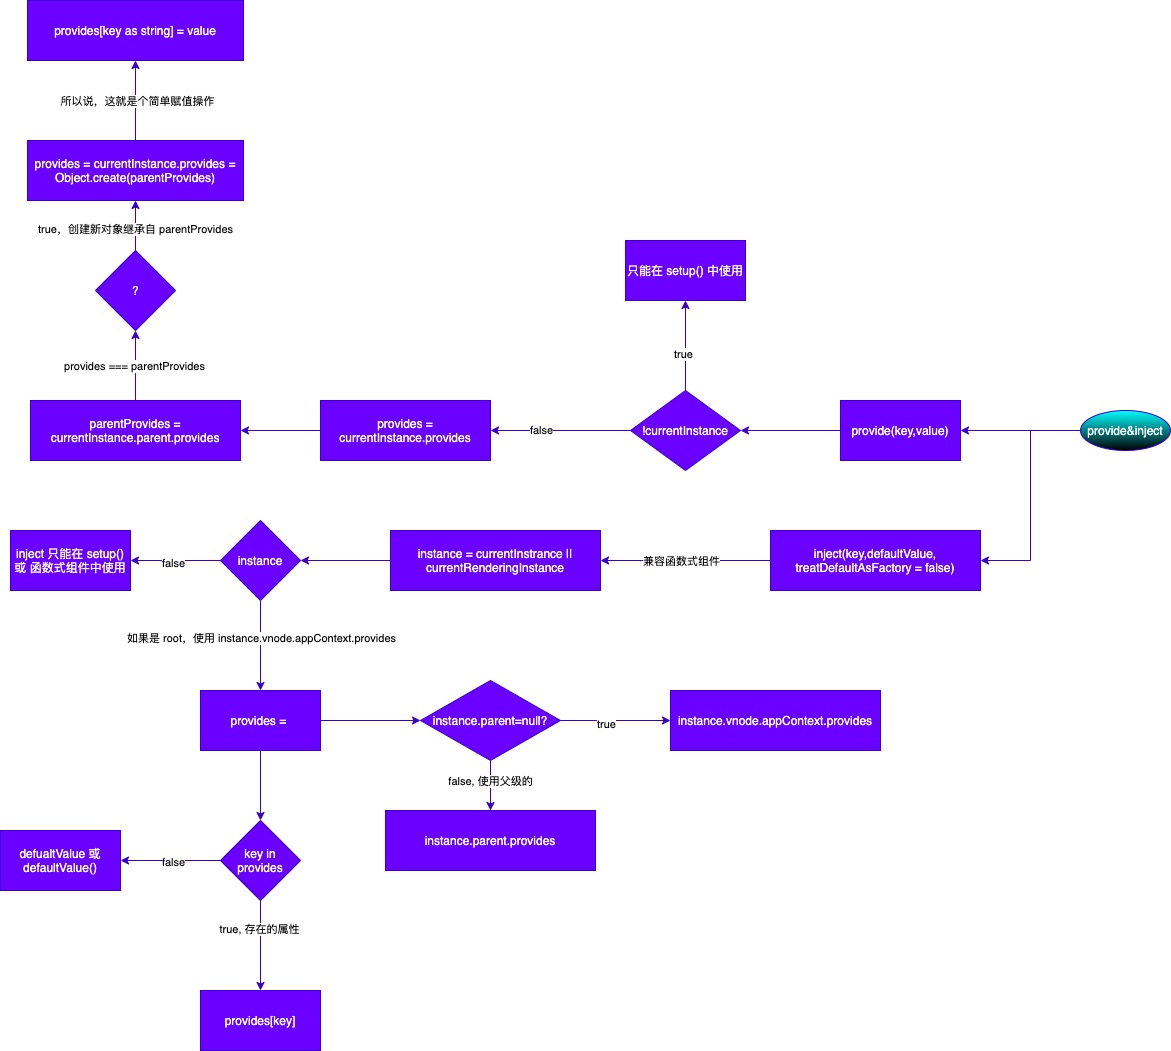 provides[key as string] = value
所以说，这就是个简单赋值操作
provides = currentInstance.provides =
Object.create(parentProvides)
true，创建新对象继承自 parentProvides
?
provides === parentProvides
只能在 setup() 中使用
true
parentProvides =
currentInstance.parent.provides
provides =
currentInstance.provides
false
!currentInstance
provide(key,value)
provide&inject
inject 只能在 setup()
或 函数式组件中使用
false
instance
instance = currentInstrance ||
currentRenderingInstance
兼容函数式组件
inject(key,defaultValue,
treatDefaultAsFactory = false)
如果是 root，使用 instance.vnode.appContext.provides
provides =
instance.parent=null?
true
instance.vnode.appContext.provides
false, 使用父级的
instance.parent.provides
defualtValue 或
defaultValue()
false
key in
provides
true, 存在的属性
provides[key]